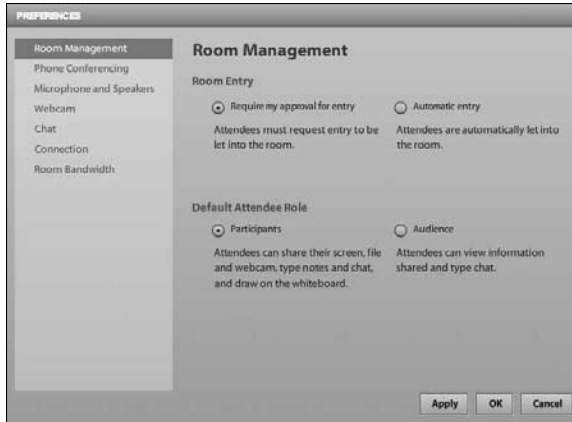 PREFERENCES
Room Management
Phone Conferencing
Microphone and Speakers
Webcam
Chat
Connection
Room Bandwidth
Room Management
Room Entry
Require my approval for entry
Attendees must request entry to be
let into the room.
Automatic entry
Attendees are automatically let into
the room.
Default Attendee Role
Participants
Attendees can share their screen, file
and webcam, type notes and chat,
and draw on the whiteboard.
Audience
Attendees can view information
shared and type chat.
Apply
OK
Cancel